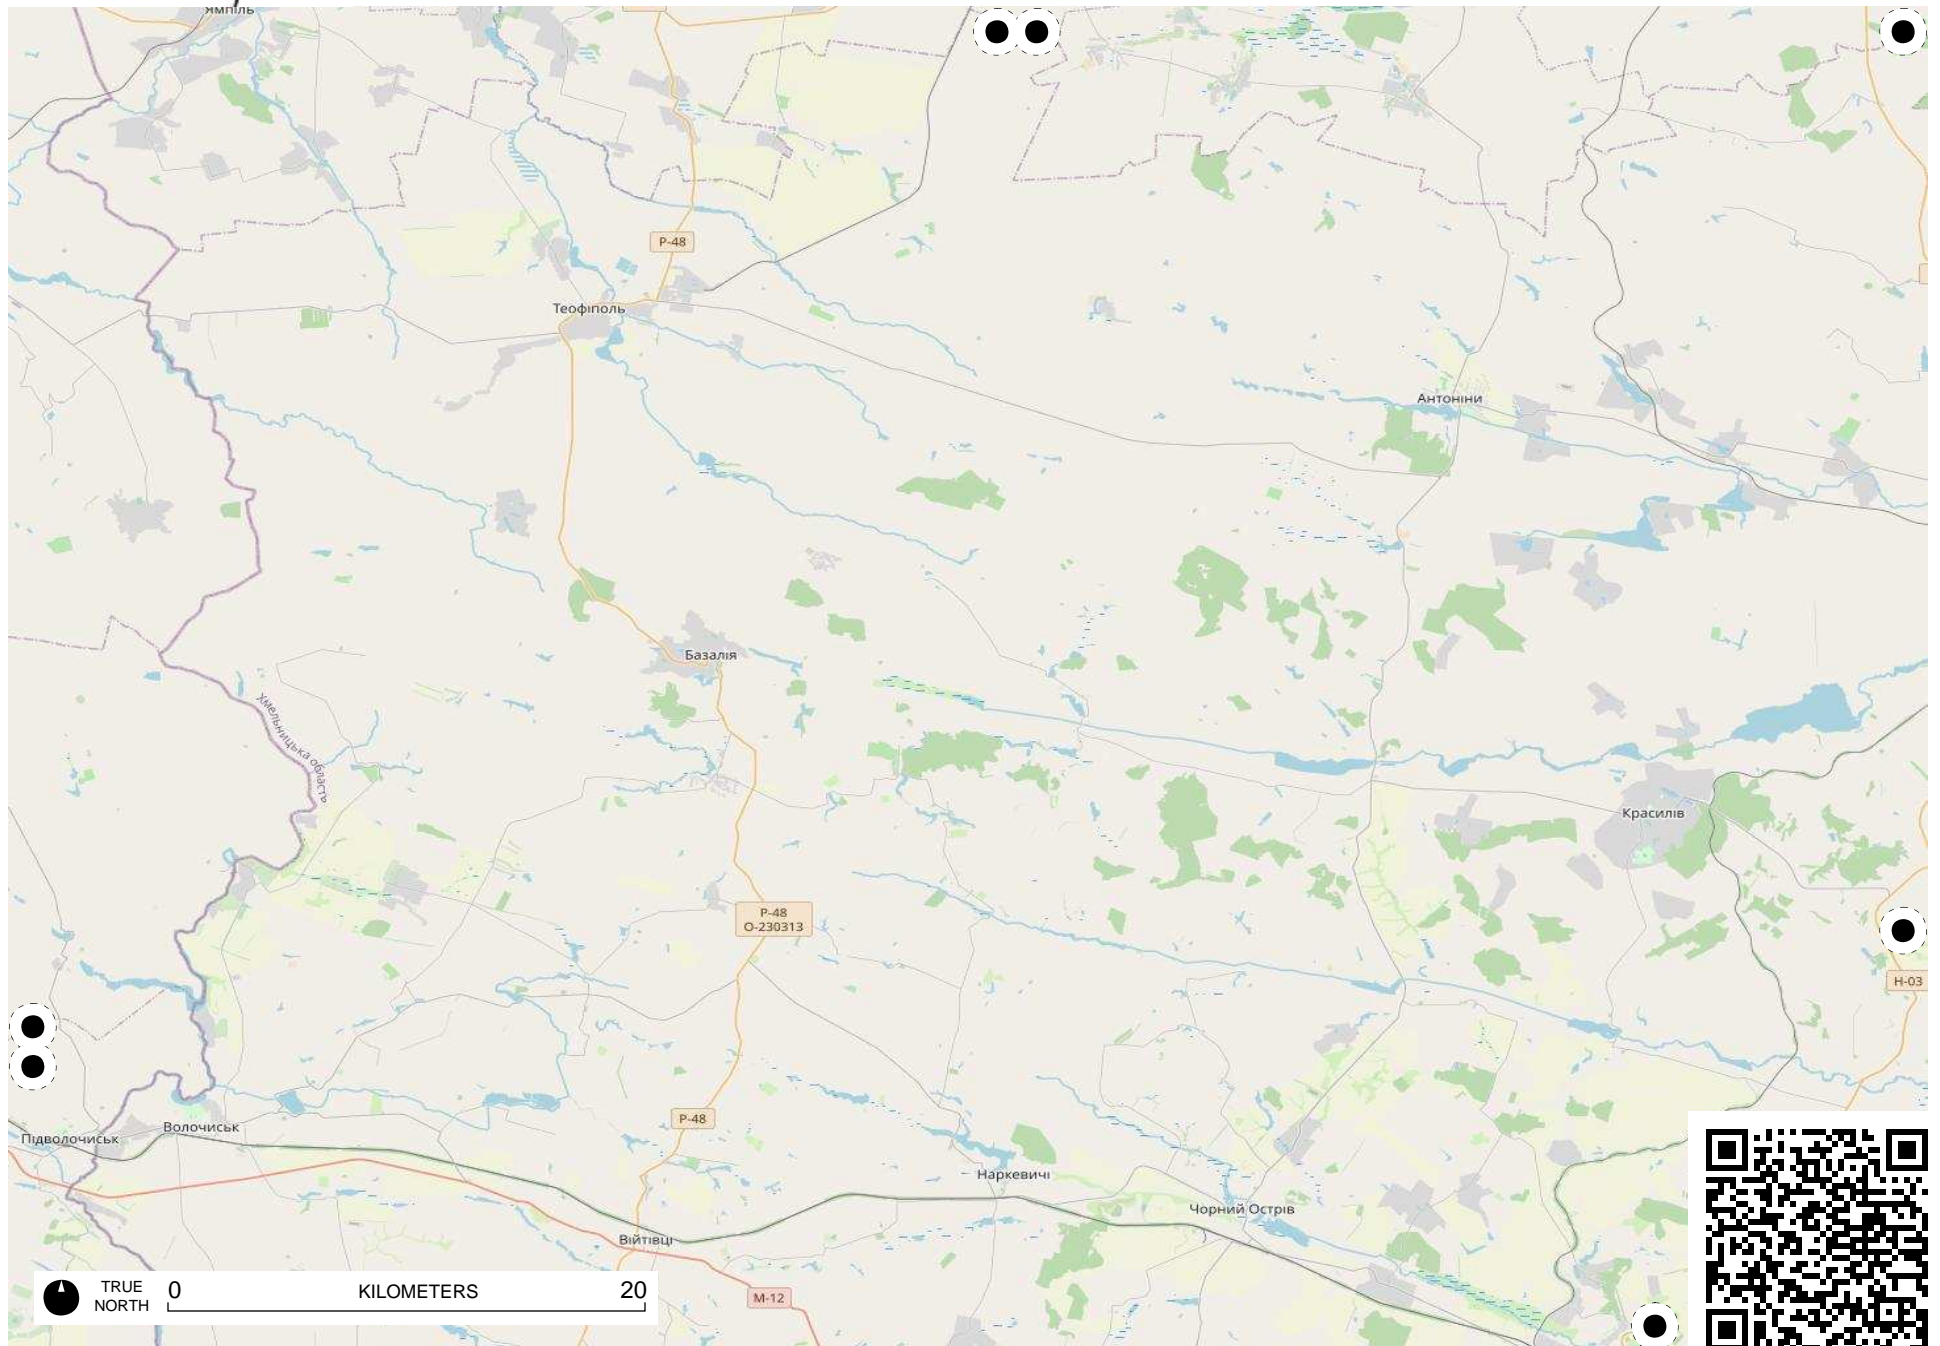 Ямпіль
Р-48
Теофіполь
Антоніни
Базалія
Хмельницька область
Красилів
Р-48
О-230313
Н-03
Р-48
Підволочиськ
Волочиськ
Наркевичі
Чорний Острів
Війтівці
М-12
TRUE
NORTH
0
KILOMETERS
20